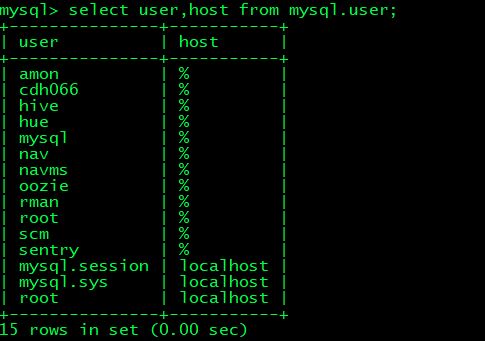 mysql> select user,host from mysql.user;
+---------------+-----------+
| user          | host      |
+---------------+-----------+
| amon          | %         |
| cdh066        | %         |
| hive          | %         |
| hue           | %         |
| mysql         | %         |
| nav           | %         |
| navms         | %         |
| oozie         | %         |
| rman          | %         |
| root          | %         |
| scm           | %         |
| sentry        | %         |
| mysql.session | localhost |
| mysql.sys     | localhost |
| root          | localhost |
+---------------+-----------+
15 rows in set (0.00 sec)